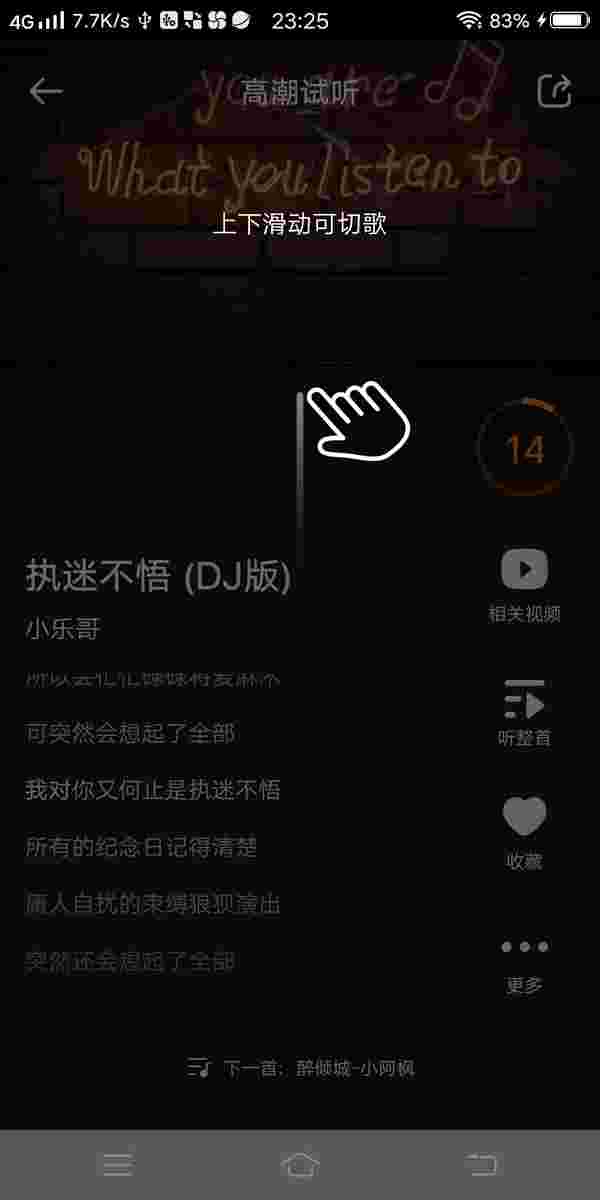 4G 7.7K/s 23:25 83%
you are
高潮试听
What you listen to
上下滑动可切歌
14
执迷不悟 (DJ版)
小乐哥
相关视频
可突然会想起了全部
听整首
我对你又何止是执迷不悟
所有的纪念日记得清楚
收藏
庸人自扰的束缚狼狈演出
突然还会想起了全部
更多
下一首：醉倾城-小阿枫